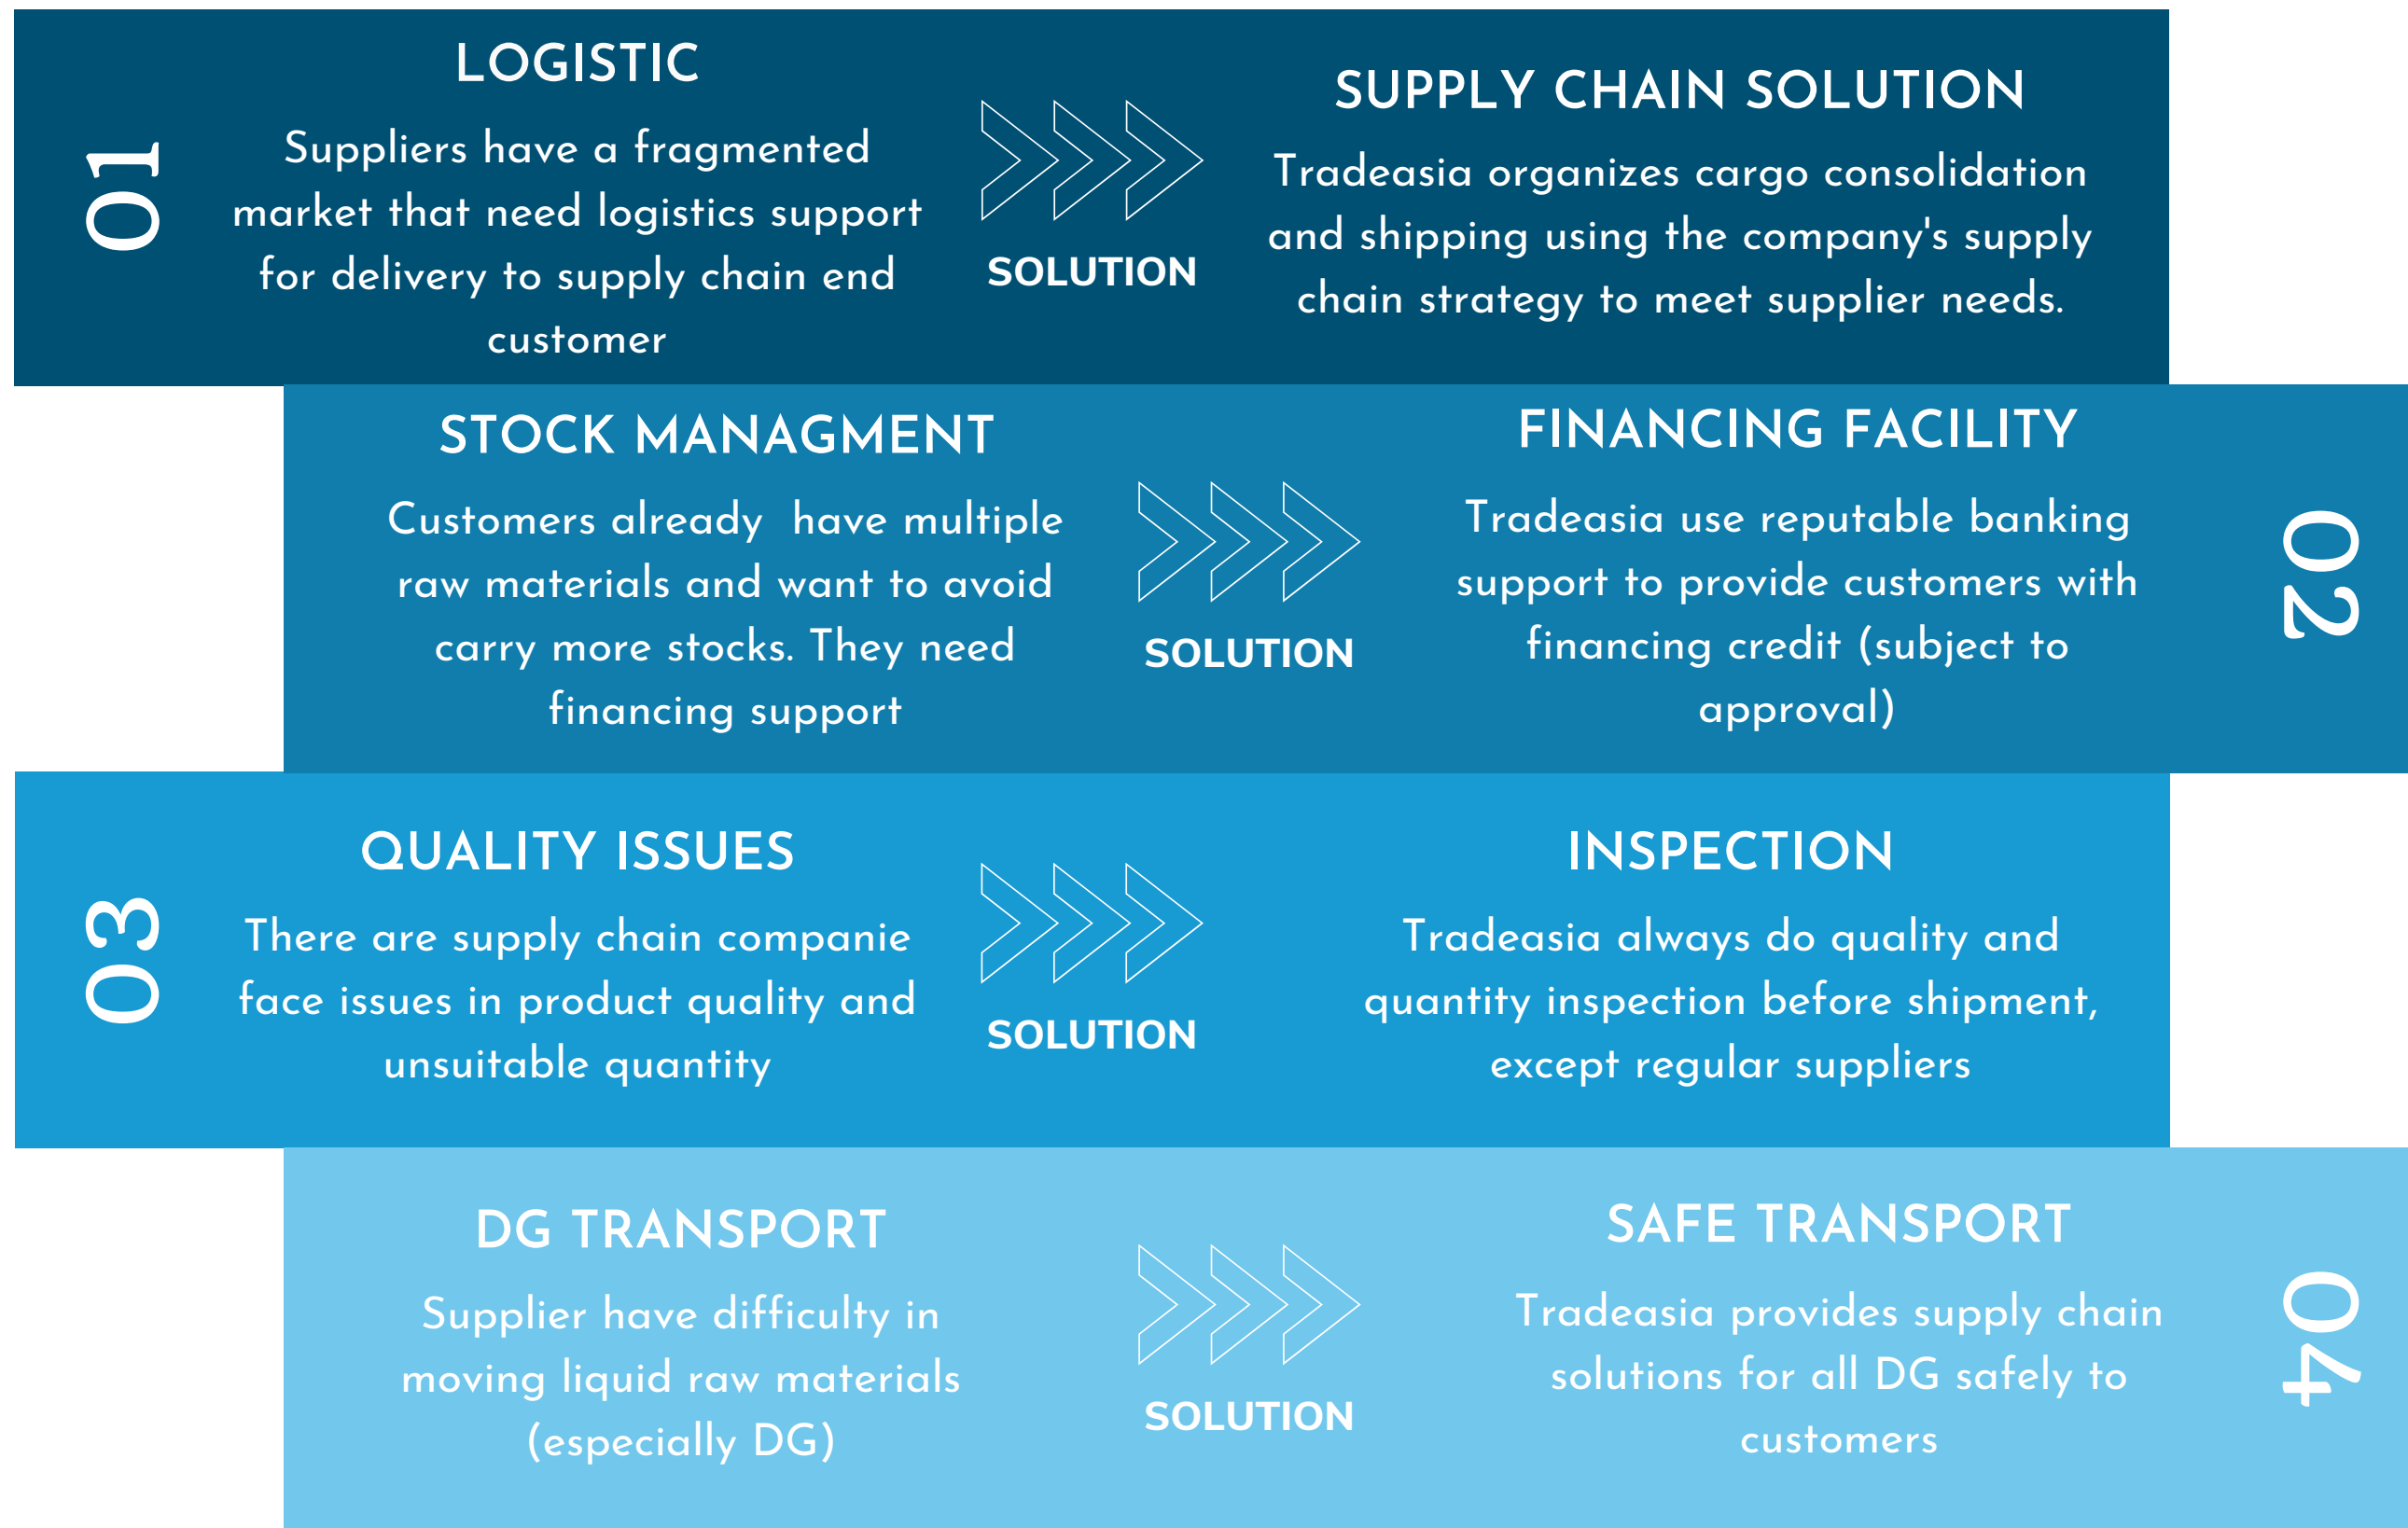 01
LOGISTIC
Suppliers have a fragmented
market that need logistics support
for delivery to supply chain end
customer
SOLUTION
SUPPLY CHAIN SOLUTION
Tradeasia organizes cargo consolidation
and shipping using the company's supply
chain strategy to meet supplier needs.
STOCK MANAGMENT
Customers already  have multiple
raw materials and want to avoid
carry more stocks. They need
financing support
SOLUTION
FINANCING FACILITY
Tradeasia use reputable banking
support to provide customers with
financing credit (subject to
approval)
02
03
QUALITY ISSUES
There are supply chain companie
face issues in product quality and
unsuitable quantity
SOLUTION
INSPECTION
Tradeasia always do quality and
quantity inspection before shipment,
except regular suppliers
DG TRANSPORT
Supplier have difficulty in
moving liquid raw materials
(especially DG)
SOLUTION
SAFE TRANSPORT
Tradeasia provides supply chain
solutions for all DG safely to
customers
04